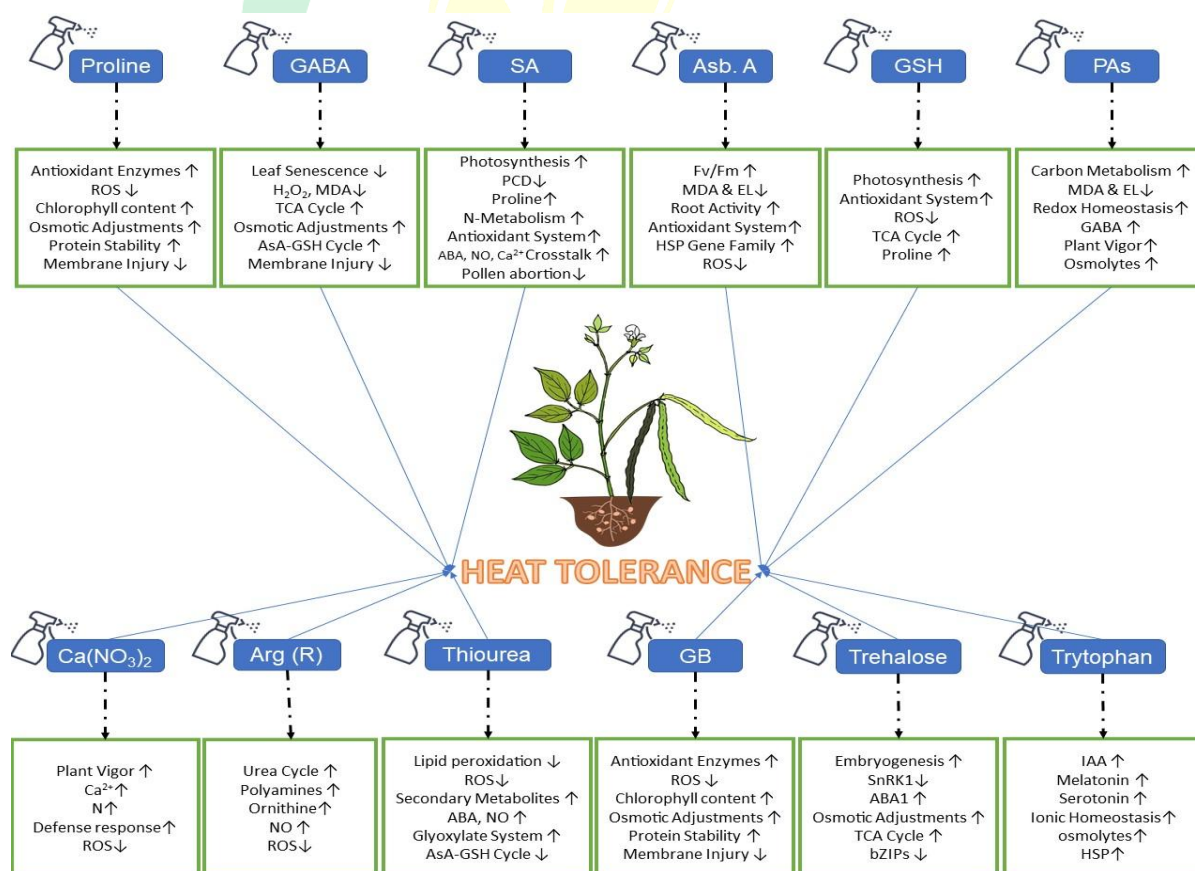 Proline
GABA
SA
Asb. A
GSH
PAs
Antioxidant Enzymes ↑
ROS ↓
Chlorophyll content ↑
Osmotic Adjustments ↑
Protein Stability ↑
Membrane Injury ↓
Leaf Senescence ↓
H₂O₂, MDA↓
TCA Cycle ↑
Osmotic Adjustments ↑
AsA-GSH Cycle ↑
Membrane Injury ↓
Photosynthesis ↑
PCD↓
Proline↑
N-Metabolism ↑
Antioxidant System↑
ABA, NO, Ca²⁺ Crosstalk ↑
Pollen abortion↓
Fv/Fm ↑
MDA & EL↓
Root Activity ↑
Antioxidant System↑
HSP Gene Family ↑
ROS↓
Photosynthesis ↑
Antioxidant System↑
ROS↓
TCA Cycle ↑
Proline ↑
Carbon Metabolism ↑
MDA & EL↓
Redox Homeostasis↑
GABA ↑
Plant Vigor ↑
Osmolytes ↑
HEAT TOLERANCE
Ca(NO₃)₂
Arg (R)
Thiourea
GB
Trehalose
Trytophan
Plant Vigor ↑
Ca²⁺↑
N↑
Defense response↑
ROS↓
Urea Cycle ↑
Polyamines ↑
Ornithine↑
NO ↑
ROS↓
Lipid peroxidation ↓
ROS↓
Secondary Metabolites ↑
ABA, NO ↑
Glyoxylate System ↑
AsA-GSH Cycle ↓
Antioxidant Enzymes ↑
ROS ↓
Chlorophyll content ↑
Osmotic Adjustments ↑
Protein Stability ↑
Membrane Injury ↓
Embryogenesis ↑
SnRK1↓
ABA1 ↑
Osmotic Adjustments ↑
TCA Cycle ↑
bZIPs ↓
IAA ↑
Melatonin ↑
Serotonin ↑
Ionic Homeostasis↑
osmolytes↑
HSP↑